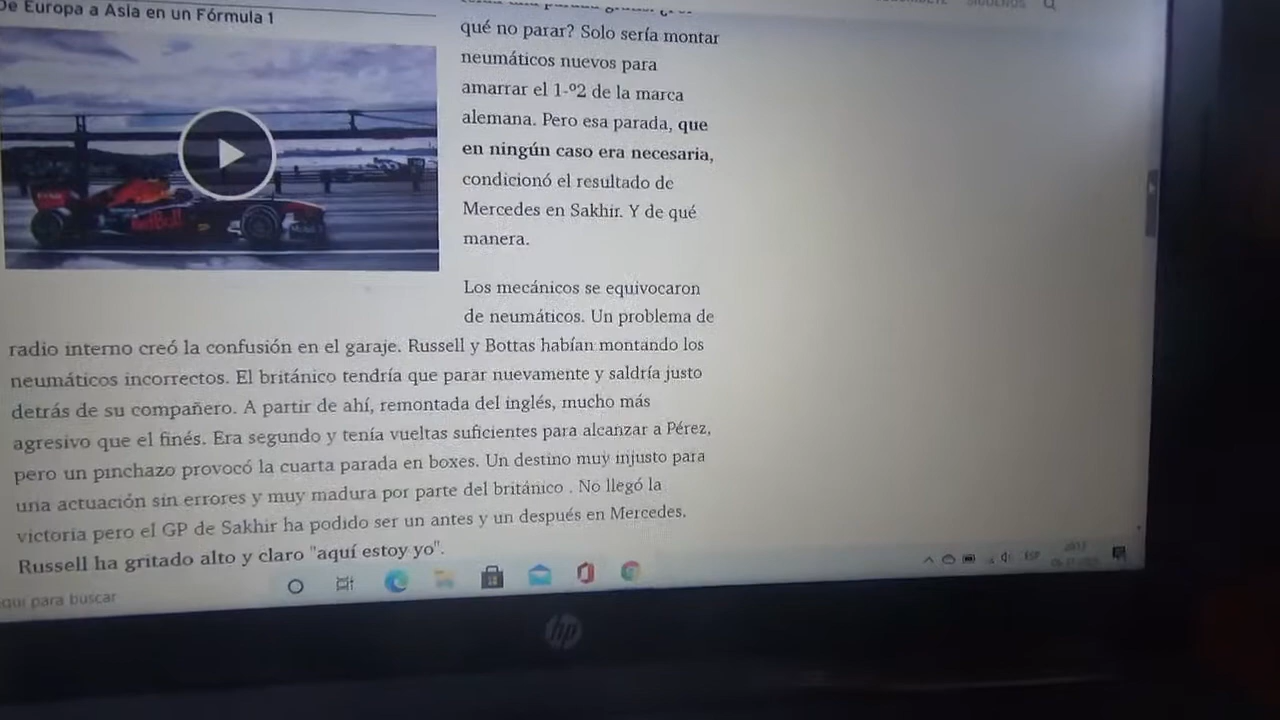 De Europa a Asia en un Fórmula 1
qué no parar? Solo sería montar
neumáticos nuevos para
amarrar el 1-º2 de la marca
alemana. Pero esa parada, que
en ningún caso era necesaria,
condicionó el resultado de
Mercedes en Sakhir. Y de qué
manera.
Los mecánicos se equivocaron
de neumáticos. Un problema de
radio interno creó la confusión en el garaje. Russell y Bottas habían montando los
neumáticos incorrectos. El británico tendría que parar nuevamente y saldría justo
detrás de su compañero. A partir de ahí, remontada del inglés, mucho más
agresivo que el finés. Era segundo y tenía vueltas suficientes para alcanzar a Pérez,
pero un pinchazo provocó la cuarta parada en boxes. Un destino muy injusto para
una actuación sin errores y muy madura por parte del británico . No llegó la
victoria pero el GP de Sakhir ha podido ser un antes y un después en Mercedes.
Russell ha gritado alto y claro "aquí estoy yo".
quí para buscar
ESP
hp
Red Bull